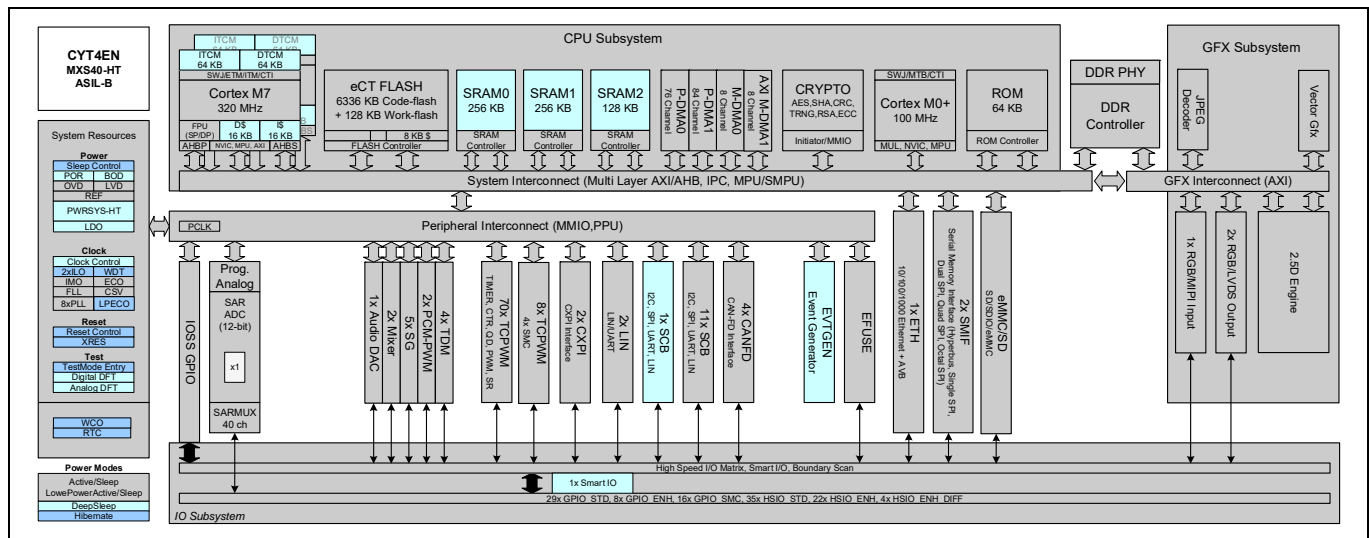 CYT4EN
MXS40-HT
ASIL-B
System Resources
Power
Sleep Control
POR BOD
OVD LVD
REF
PWRSYS-HT
LDO
Clock
Clock Control
2xILO WDT
IMO ECO
FLL CSV
8xPLL LPECO
Reset
Reset Control
XRES
Test
TestMode Entry
Digital DFT
Analog DFT
WCO
RTC
Power Modes
Active/Sleep
LowePowerActive/Sleep
DeepSleep
Hibernate
CPU Subsystem
ITCM
64 KB
DTCM
64 KB
ITCM
64 KB
DTCM
64 KB
SWJ/ETM/ITM/CTI
Cortex M7
320 MHz
FPU
(SP/DP)
D$
16 KB
I$
16 KB
AHBP
NVIC, MPU, AXI
AHBS
eCT FLASH
6336 KB Code-flash
+ 128 KB Work-flash
8 KB $
FLASH Controller
SRAM0
256 KB
SRAM
Controller
SRAM1
256 KB
SRAM
Controller
SRAM2
128 KB
SRAM
Controller
P-DMA0
76 Channel
P-DMA1
84 Channel
M-DMA0
8 Channel
AXI M-DMA1
8 Channel
CRYPTO
AES,SHA,CRC,
TRNG,RSA,ECC
Initiator/MMIO
SWJ/MTB/CTI
Cortex M0+
100 MHz
MUL, NVIC, MPU
ROM
64 KB
ROM Controller
DDR PHY
DDR
Controller
GFX Subsystem
JPEG
Decoder
Vector Gfx
System Interconnect (Multi Layer AXI/AHB, IPC, MPU/SMPU)
GFX Interconnect (AXI)
PCLK
Peripheral Interconnect (MMIO,PPU)
IOSS GPIO
Prog.
Analog
SAR
ADC
(12-bit)
x1
SARMUX
40 ch
1x Audio DAC
2x Mixer
5x SG
2x PCM-PWM
4x TDM
70x TCPWM
TIMER, CTR, QD, PWM, SR
8x TCPWM
4x SMC
2x CXPI
CXPI Interface
2x LIN
LIN/UART
1x SCB
I2C, SPI, UART, LIN
11x SCB
I2C, SPI, UART, LIN
4x CANFD
CAN-FD Interface
EVTGEN
Event Generator
EFUSE
1x ETH
10/100/1000 Ethernet + AVB
2x SMIF
Serial Memory Interface (Hyperbus, Single SPI,
Dual SPI, Quad SPI, Octal SPI)
eMMC/SD
SD/SDIO/eMMC
1x RGB/MIPI Input
2x RGB/LVDS Output
2.5D Engine
High Speed I/O Matrix, Smart I/O, Boundary Scan
1x Smart IO
29x GPIO_STD, 8x GPIO_ENH, 16x GPIO_SMC, 35x HSIO_STD, 22x HSIO_ENH, 4x HSIO_ENH_DIFF
IO Subsystem